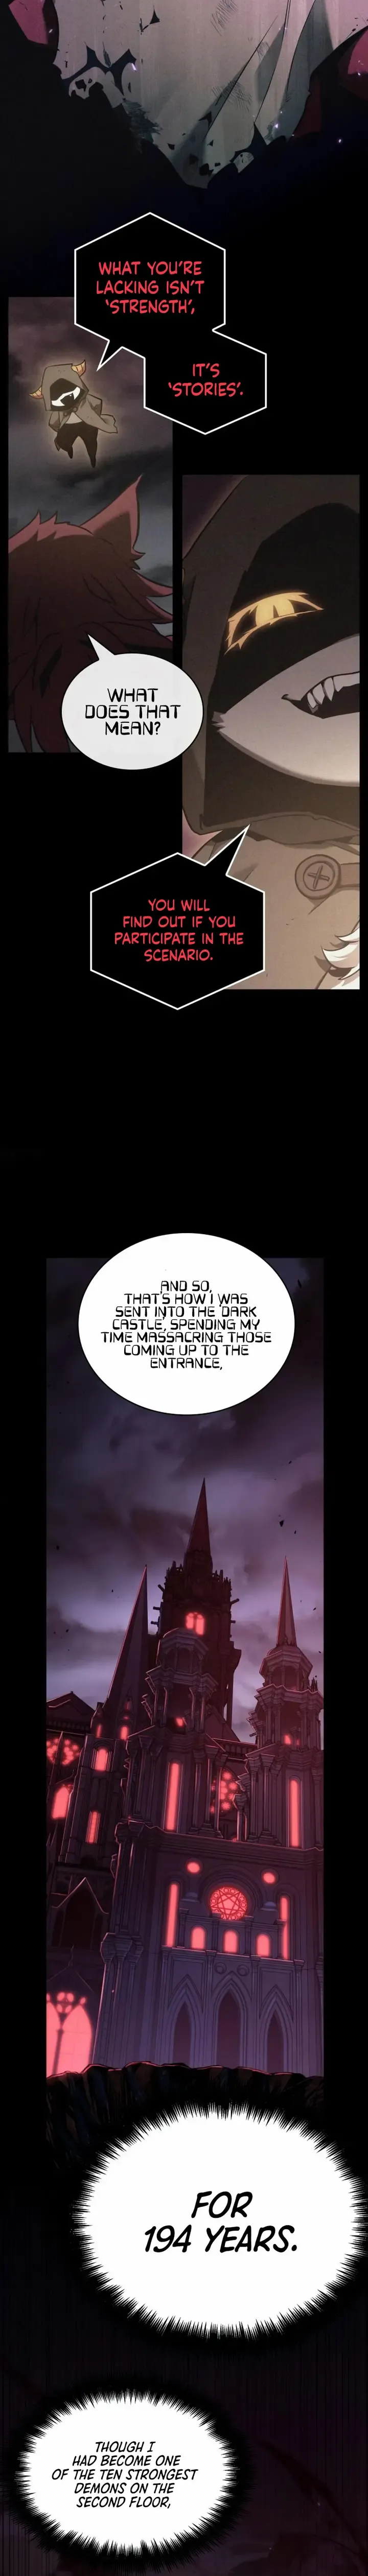 WHAT YOU'RE
LACKING ISN'T
'STRENGTH',
IT'S
'STORIES'.
WHAT
DOES THAT
MEAN?
YOU WILL
FIND OUT IF YOU
PARTICIPATE IN THE
SCENARIO.
AND SO,
THAT'S HOW I WAS
SENT INTO THE DARK
CASTLE, SPENDING MY
TIME MASSACRING THOSE
COMING UP TO THE
ENTRANCE,
FOR
194 YEARS.
THOUGH I
HAD BECOME ONE
OF THE TEN STRONGEST
DEMONS ON THE
SECOND FLOOR,